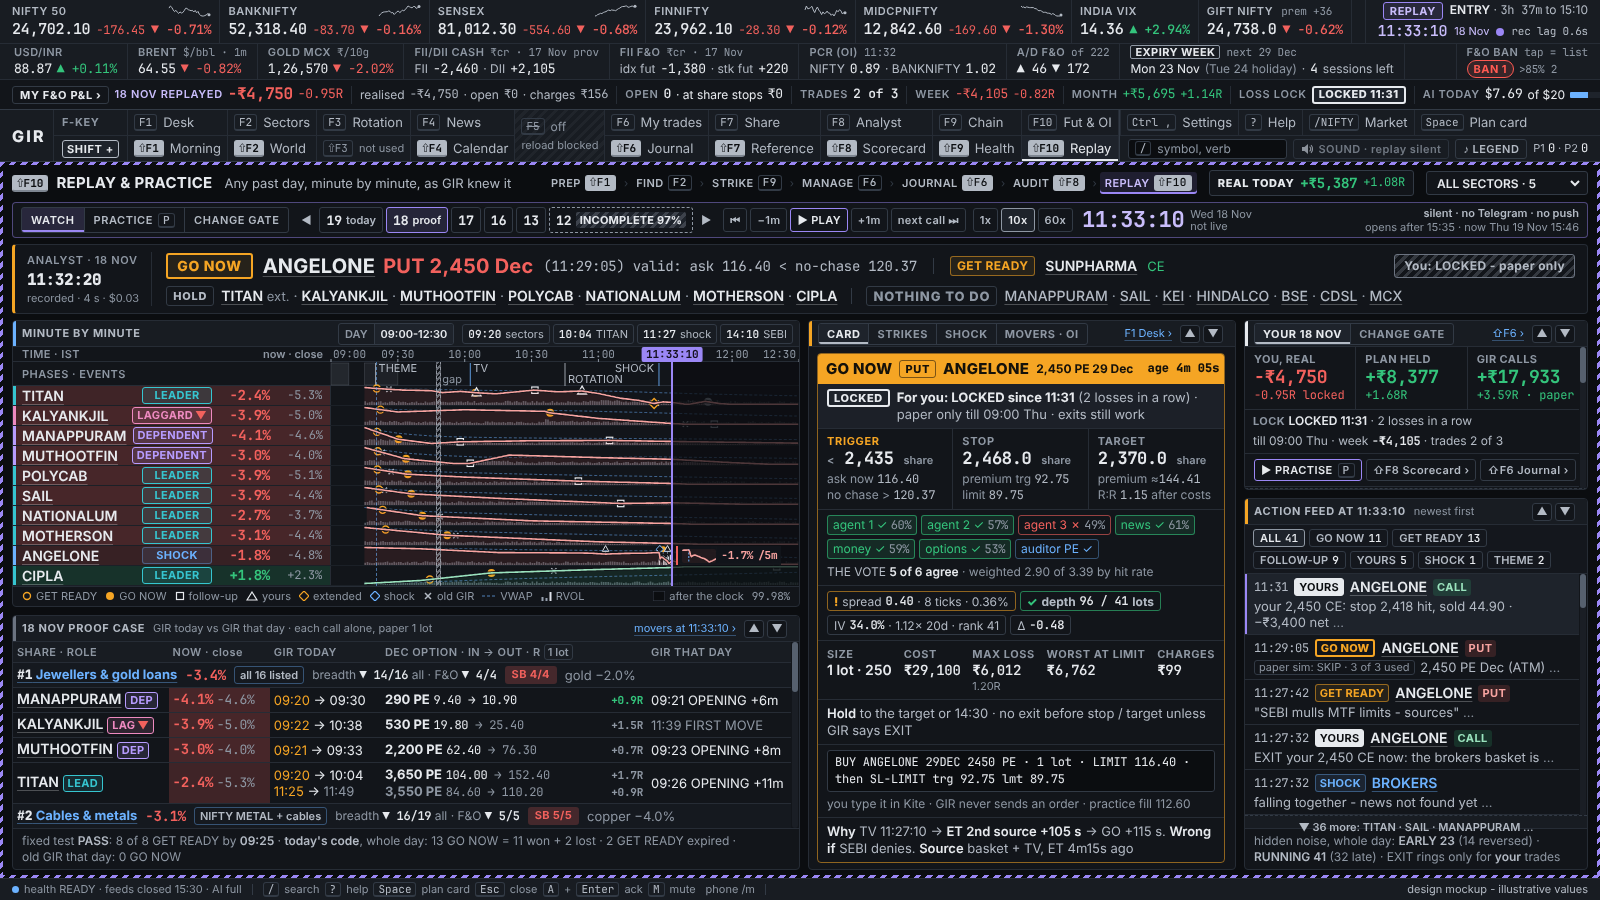 NIFTY 50 BANKNIFTY SENSEX FINNIFTY MIDCPNIFTY INDIA VIX GIFT NIFTY prem +36 REPLAY ENTRY · 3h 37m to 15:10
24,702.10 -176.45 ▼ -0.71% 52,318.40 -83.70 ▼ -0.16% 81,012.30 -554.60 ▼ -0.68% 23,962.10 -28.30 ▼ -0.12% 12,842.60 -169.60 ▼ -1.30% 14.36 ▲ +2.94% 24,738.0 ▼ -0.62% 11:33:10 18 Nov ● rec lag 0.6s
USD/INR BRENT $/bbl · 1m GOLD MCX ₹/10g FII/DII CASH ₹cr · 17 Nov prov FII F&O ₹cr · 17 Nov PCR (OI) 11:32 A/D F&O of 222 EXPIRY WEEK next 29 Dec F&O BAN tap = list
88.87 ▲ +0.11% 64.55 ▼ -0.82% 1,26,570 ▼ -2.02% FII -2,460 · DII +2,105 idx fut -1,380 · stk fut +220 NIFTY 0.89 · BANKNIFTY 1.02 ▲ 46 ▼ 172 Mon 23 Nov (Tue 24 holiday) · 4 sessions left BAN 1 >85% 2
MY F&O P&L › 18 NOV REPLAYED -₹4,750 -0.95R realised -₹4,750 · open ₹0 · charges ₹156 OPEN 0 · at share stops ₹0 TRADES 2 of 3 WEEK -₹4,105 -0.82R MONTH +₹5,695 +1.14R LOSS LOCK LOCKED 11:31 AI TODAY $7.69 of $20
GIR F-KEY F1 Desk F2 Sectors F3 Rotation F4 News F5 off F6 My trades F7 Share F8 Analyst F9 Chain F10 Fut & OI Ctrl , Settings ? Help /NIFTY Market Space Plan card
SHIFT + ⇧F1 Morning ⇧F2 World ⇧F3 not used ⇧F4 Calendar reload blocked ⇧F6 Journal ⇧F7 Reference ⇧F8 Scorecard ⇧F9 Health ⇧F10 Replay / symbol, verb SOUND · replay silent ♪ LEGEND P1 0 · P2 0
⇧F10 REPLAY & PRACTICE Any past day, minute by minute, as GIR knew it PREP ⇧F1 › FIND F2 › STRIKE F9 › MANAGE F6 › JOURNAL ⇧F6 › AUDIT ⇧F8 › REPLAY ⇧F10 REAL TODAY +₹5,387 +1.08R ALL SECTORS · 5
WATCH PRACTICE P CHANGE GATE ◀ 19 today 18 proof 17 16 13 12 INCOMPLETE 97% ▶ ⏮ −1m ▶ PLAY +1m next call ⏭ 1x 10x 60x 11:33:10 Wed 18 Nov not live silent · no Telegram · no push
opens after 15:35 · now Thu 19 Nov 15:46
ANALYST · 18 NOV
11:32:20
recorded · 4 s · $0.03
GO NOW ANGELONE PUT 2,450 Dec (11:29:05) valid: ask 116.40 < no-chase 120.37 GET READY SUNPHARMA CE You: LOCKED - paper only
HOLD TITAN ext. · KALYANKJIL · MUTHOOTFIN · POLYCAB · NATIONALUM · MOTHERSON · CIPLA NOTHING TO DO MANAPPURAM · SAIL · KEI · HINDALCO · BSE · CDSL · MCX
MINUTE BY MINUTE DAY 09:00-12:30 09:20 sectors 10:04 TITAN 11:27 shock 14:10 SEBI
TIME · IST now · close 09:00 09:30 10:00 10:30 11:00 11:33:10 12:00 12:30
PHASES · EVENTS THEME gap TV ROTATION SHOCK
TITAN LEADER -2.4% -5.3%
KALYANKJIL LAGGARD ▼ -3.9% -5.0%
MANAPPURAM DEPENDENT -4.1% -4.6%
MUTHOOTFIN DEPENDENT -3.0% -4.0%
POLYCAB LEADER -3.9% -5.1%
SAIL LEADER -3.9% -4.4%
NATIONALUM LEADER -2.7% -3.7%
MOTHERSON LEADER -3.1% -4.4%
ANGELONE SHOCK -1.8% -4.8% -1.7% /5m
CIPLA LEADER +1.8% +2.3%
GET READY GO NOW follow-up yours extended shock × old GIR VWAP RVOL after the clock 99.98%
18 NOV PROOF CASE GIR today vs GIR that day · each call alone, paper 1 lot movers at 11:33:10 › ▲ ▼
SHARE · ROLE NOW · close GIR TODAY DEC OPTION · IN → OUT · R 1 lot GIR THAT DAY
#1 Jewellers & gold loans -3.4% all 16 listed breadth ▼ 14/16 all · F&O ▼ 4/4 SB 4/4 gold −2.0%
MANAPPURAM DEP -4.1% -4.6% 09:20 → 09:30 290 PE 9.40 → 10.90 +0.9R 09:21 OPENING +6m
KALYANKJIL LAG ▼ -3.9% -5.0% 09:22 → 10:38 530 PE 19.80 → 25.40 +1.5R 11:39 FIRST MOVE
MUTHOOTFIN DEP -3.0% -4.0% 09:21 → 09:33 2,200 PE 62.40 → 76.30 +0.7R 09:23 OPENING +8m
TITAN LEAD -2.4% -5.3% 09:20 → 10:04 3,650 PE 104.00 → 152.40 +1.7R 09:26 OPENING +11m
11:25 → 11:49 3,550 PE 84.60 → 110.20 +0.9R
#2 Cables & metals -3.1% NIFTY METAL + cables breadth ▼ 16/19 all · F&O ▼ 5/5 SB 5/5 copper −4.0%
fixed test PASS: 8 of 8 GET READY by 09:25 · today's code, whole day: 13 GO NOW = 11 won + 2 lost · 2 GET READY expired ·
old GIR that day: 0 GO NOW
CARD STRIKES SHOCK MOVERS · OI F1 Desk › ▲ ▼
GO NOW PUT ANGELONE 2,450 PE 29 Dec age 4m 05s
LOCKED For you: LOCKED since 11:31 (2 losses in a row) ·
paper only till 09:00 Thu · exits still work
TRIGGER STOP TARGET
< 2,435 share 2,468.0 share 2,370.0 share
ask now 116.40 premium trg 92.75 premium ≈144.41
no chase > 120.37 limit 89.75 R:R 1.15 after costs
agent 1 ✓ 60% agent 2 ✓ 57% agent 3 × 49% news ✓ 61%
money ✓ 59% options ✓ 53% auditor PE ✓
THE VOTE 5 of 6 agree · weighted 2.90 of 3.39 by hit rate
! spread 0.40 · 8 ticks · 0.36% ✓ depth 96 / 41 lots
IV 34.0% · 1.12× 20d · rank 41 Δ -0.48
SIZE COST MAX LOSS WORST AT LIMIT CHARGES
1 lot · 250 ₹29,100 ₹6,012 ₹6,762 ₹99
1.20R
Hold to the target or 14:30 · no exit before stop / target unless
GIR says EXIT
BUY ANGELONE 29DEC 2450 PE · 1 lot · LIMIT 116.40 ·
then SL-LIMIT trg 92.75 lmt 89.75
you type it in Kite · GIR never sends an order · practice fill 112.60
Why TV 11:27:10 → ET 2nd source +105 s → GO +115 s. Wrong
if SEBI denies. Source basket + TV, ET 4m15s ago
YOUR 18 NOV CHANGE GATE ⇧F6 › ▲ ▼
YOU, REAL PLAN HELD GIR CALLS
-₹4,750 +₹8,377 +₹17,933
-0.95R locked +1.68R +3.59R · paper
LOCK LOCKED 11:31 · 2 losses in a row
till 09:00 Thu · week -₹4,105 · trades 2 of 3
▶ PRACTISE P ⇧F8 Scorecard › ⇧F6 Journal ›
ACTION FEED AT 11:33:10 newest first ▲ ▼
ALL 41 GO NOW 11 GET READY 13
FOLLOW-UP 9 YOURS 5 SHOCK 1 THEME 2
11:31 YOURS ANGELONE CALL
your 2,450 CE: stop 2,418 hit, sold 44.90 ·
−₹3,400 net ...
11:29:05 GO NOW ANGELONE PUT
paper sim: SKIP · 3 of 3 used 2,450 PE Dec (ATM) ...
11:27:42 GET READY ANGELONE PUT
"SEBI mulls MTF limits - sources" ...
11:27:32 YOURS ANGELONE CALL
EXIT your 2,450 CE now: the brokers basket is ...
11:27:32 SHOCK BROKERS
falling together - news not found yet ...
▼ 36 more: TITAN · SAIL · MANAPPURAM ...
hidden noise, whole day: EARLY 23 (14 reversed) ·
RUNNING 41 (32 late) · EXIT rings only for your trades
health READY · feeds closed 15:30 · AI full / search ? help Space plan card Esc close A + Enter ack M mute phone /m design mockup - illustrative values